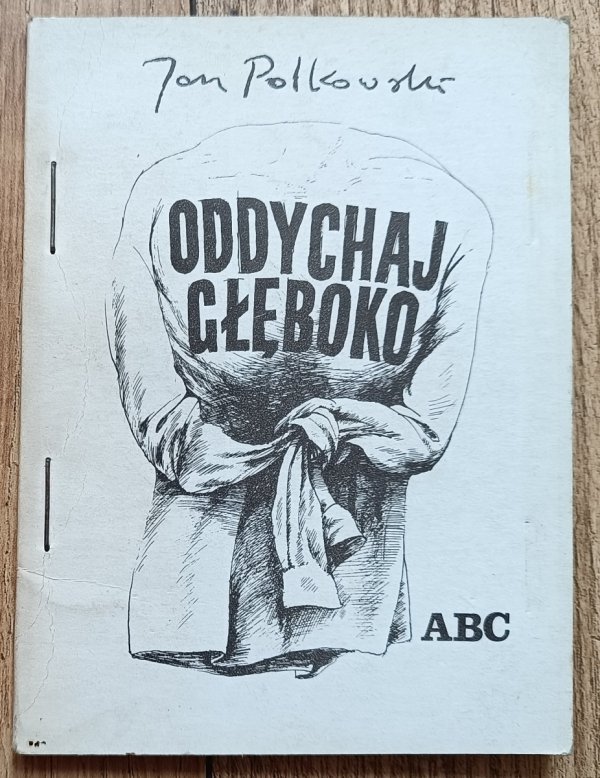 Jan Polkowski
ODDYCHAJ
GŁĘBOKO
ABC